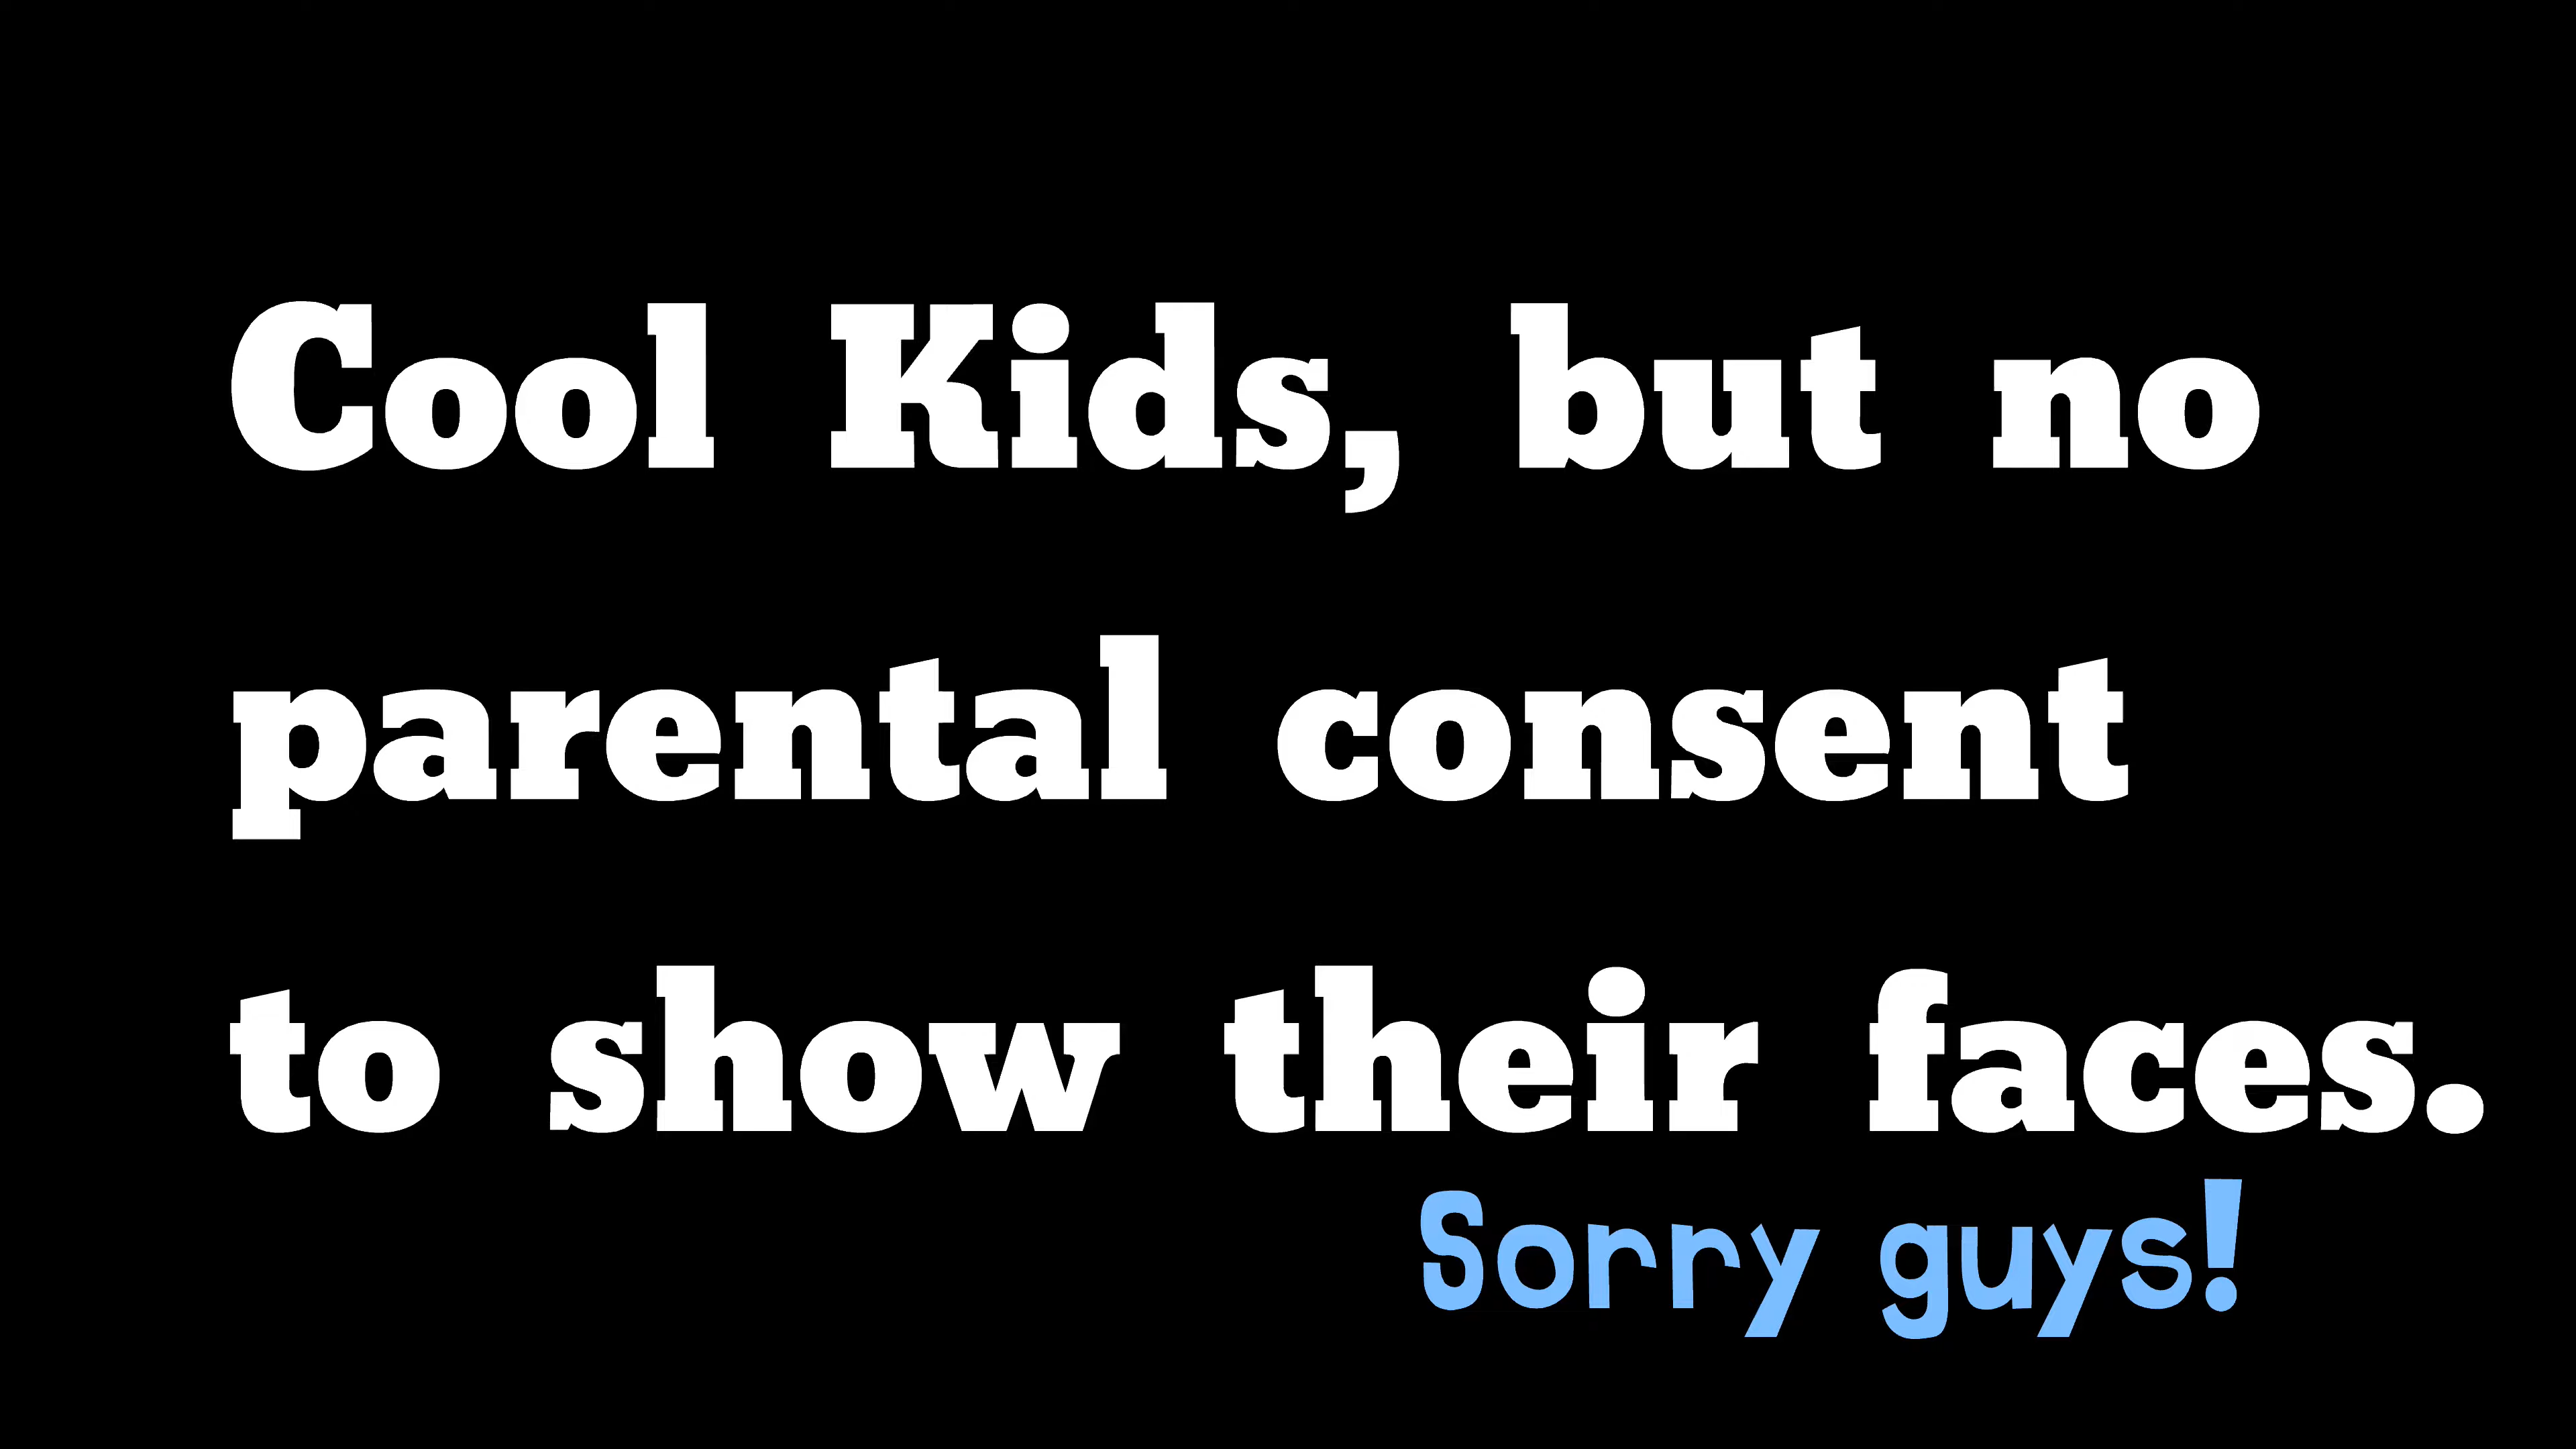 Cool Kids, but no
parental consent
to show their faces.
Sorry guys!